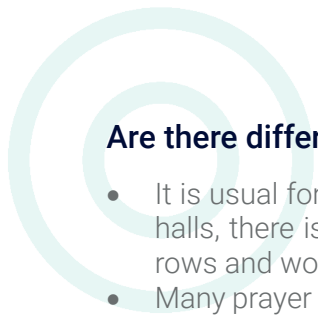 Are there differ
• It is usual for
halls, there is
rows and wo
• Many prayer